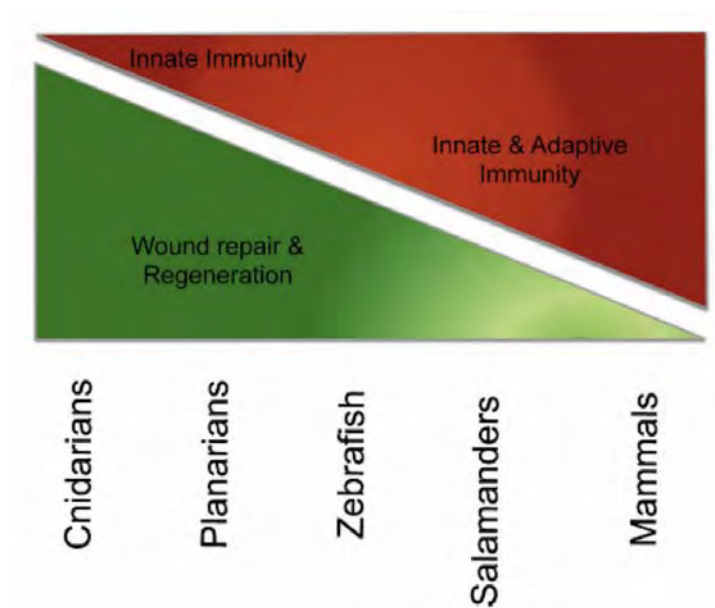 Innate Immunity
Innate & Adaptive
Immunity
Wound repair &
Regeneration
Cnidarians
Planarians
Zebrafish
Salamanders
Mammals